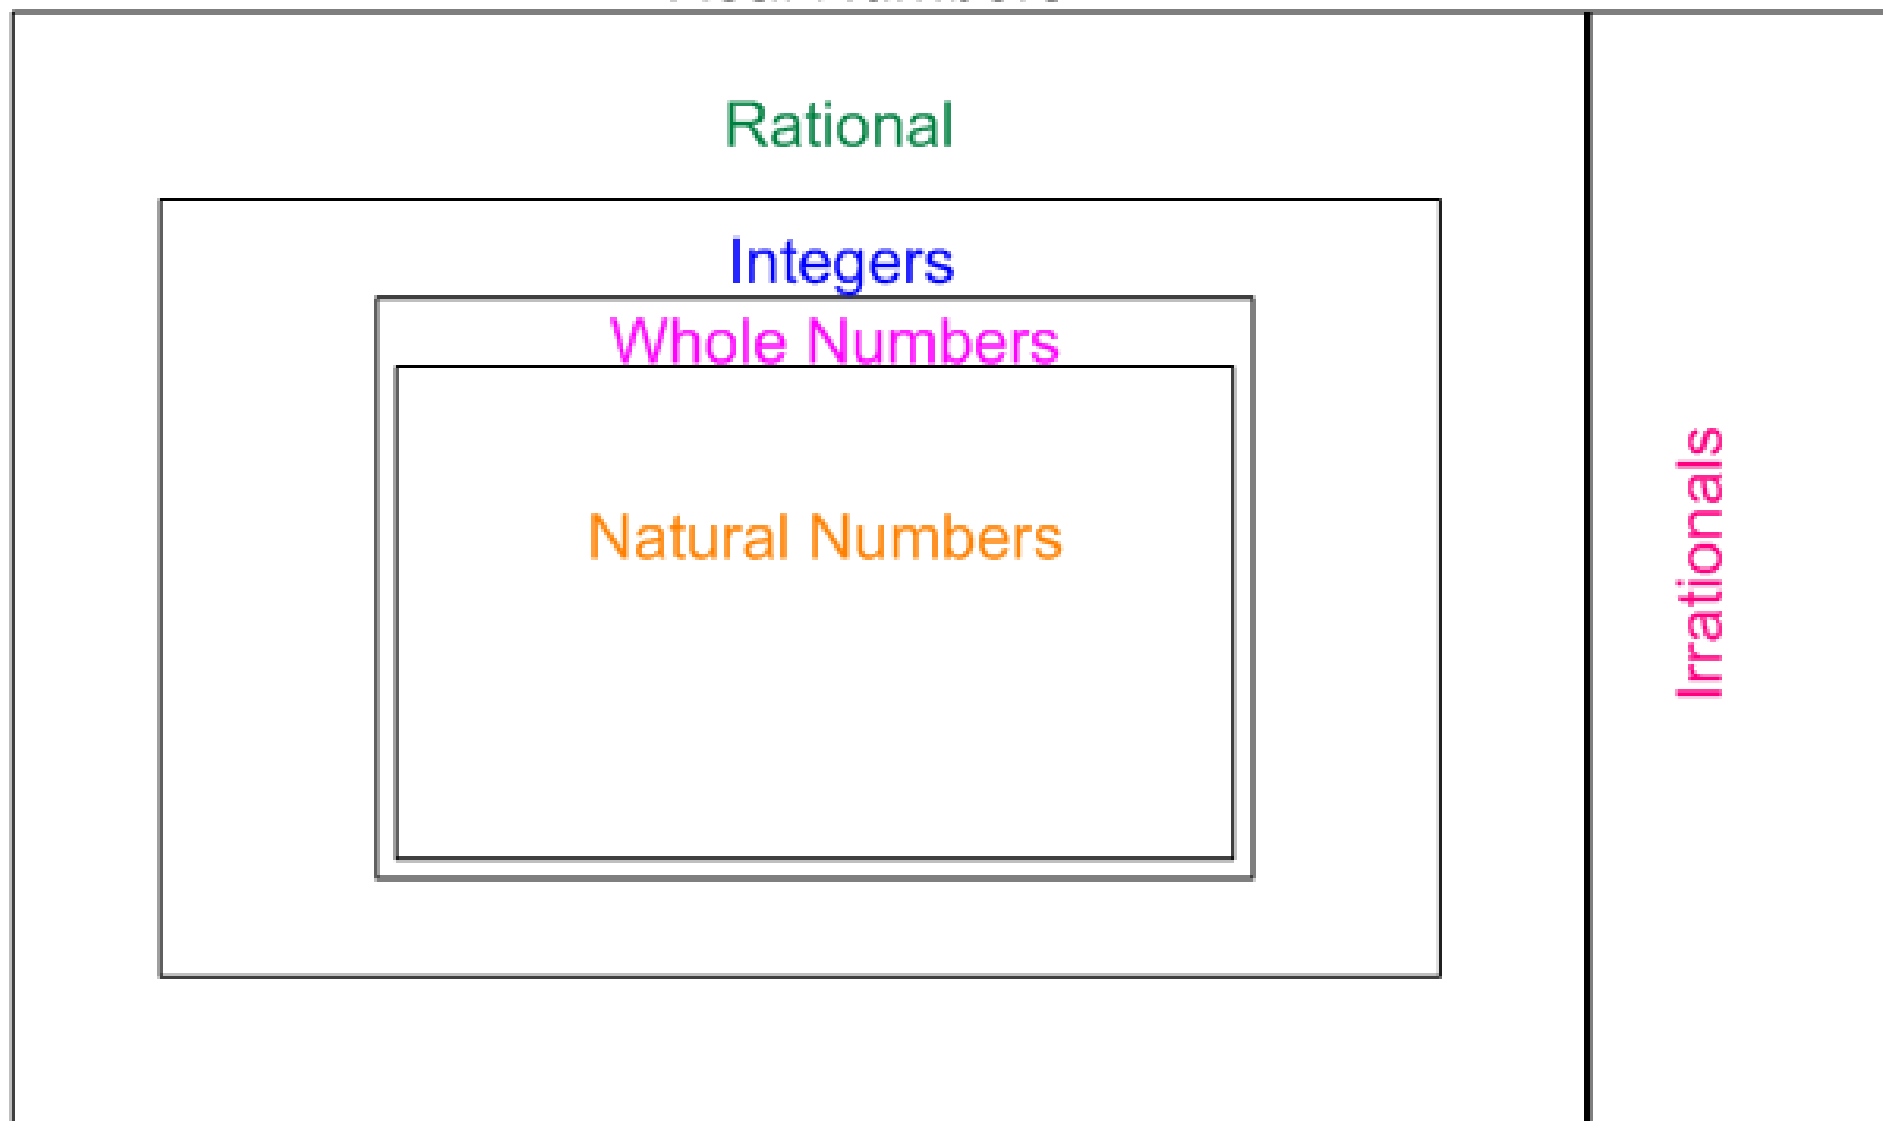 Rational
Integers
Whole Numbers
Natural Numbers
Irrationals